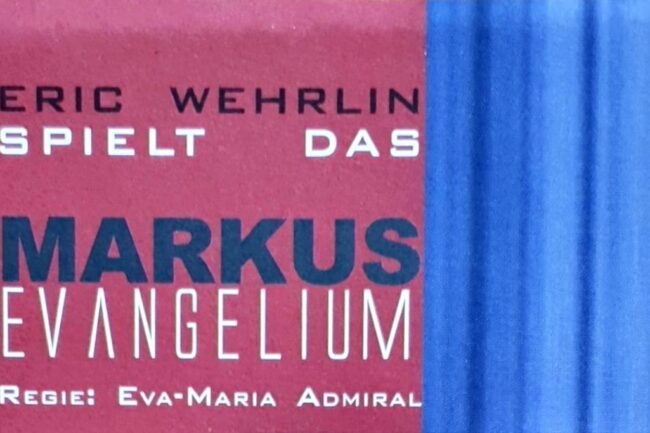 ERIC WEHRLIN
SPIELT DAS
MARKUS
EVANGELIUM
REGIE: EVA-MARIA ADMIRAL